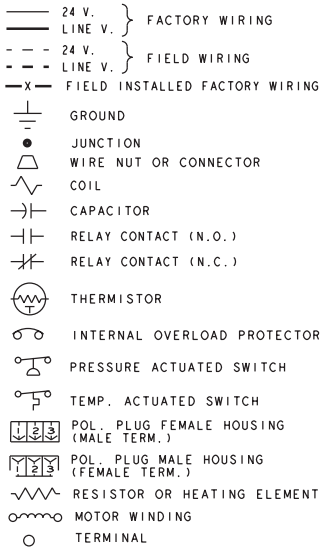 24 V.
LINE V.
FACTORY WIRING
24 V.
LINE V.
FIELD WIRING
X FIELD INSTALLED FACTORY WIRING
GROUND
JUNCTION
WIRE NUT OR CONNECTOR
COIL
CAPACITOR
RELAY CONTACT (N.O.)
RELAY CONTACT (N.C.)
T THERMISTOR
INTERNAL OVERLOAD PROTECTOR
PRESSURE ACTUATED SWITCH
TEMP. ACTUATED SWITCH
1 2 3 POL. PLUG FEMALE HOUSING
(MALE TERM.)
1 2 3 POL. PLUG MALE HOUSING
(FEMALE TERM.)
RESISTOR OR HEATING ELEMENT
MOTOR WINDING
TERMINAL